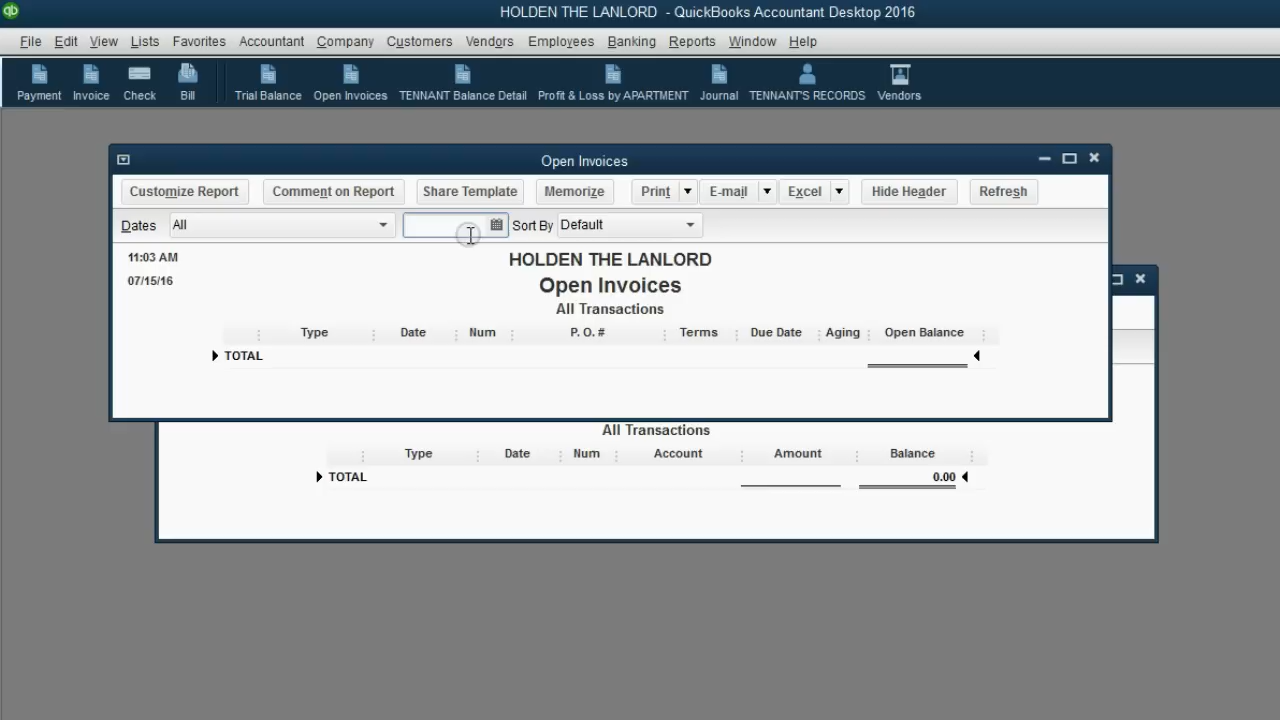 qb
HOLDEN THE LANLORD - QuickBooks Accountant Desktop 2016
File Edit View Lists Favorites Accountant Company Customers Vendors Employees Banking Reports Window Help
Payment Invoice Check Bill Trial Balance Open Invoices TENNANT Balance Detail Profit & Loss by APARTMENT Journal TENNANT'S RECORDS Vendors
Open Invoices
Customize Report Comment on Report Share Template Memorize Print E-mail Excel Hide Header Refresh
Dates All Sort By Default
11:03 AM
07/15/16
HOLDEN THE LANLORD
Open Invoices
All Transactions
Type Date Num P. O. # Terms Due Date Aging Open Balance
TOTAL
All Transactions
Type Date Num Account Amount Balance
TOTAL 0.00